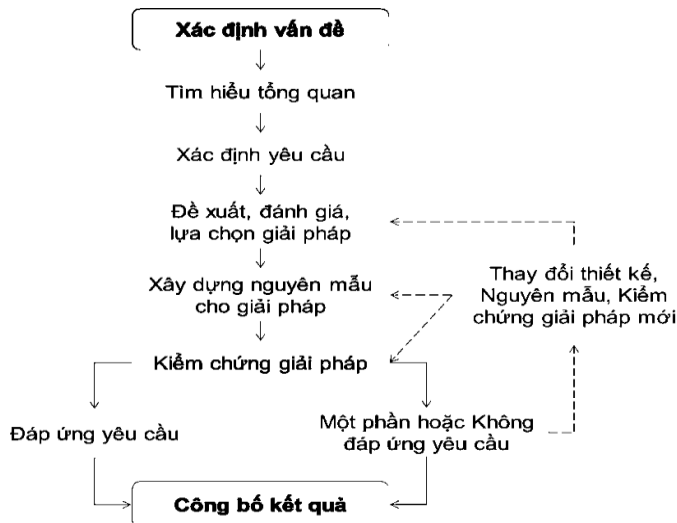 Xác định vấn đề
Tìm hiểu tổng quan
Xác định yêu cầu
Đề xuất, đánh giá,
lựa chọn giải pháp
Xây dựng nguyên mẫu
cho giải pháp
Thay đổi thiết kế,
Nguyên mẫu, Kiểm
chứng giải pháp mới
Kiểm chứng giải pháp
Đáp ứng yêu cầu
Một phần hoặc Không
đáp ứng yêu cầu
Công bố kết quả